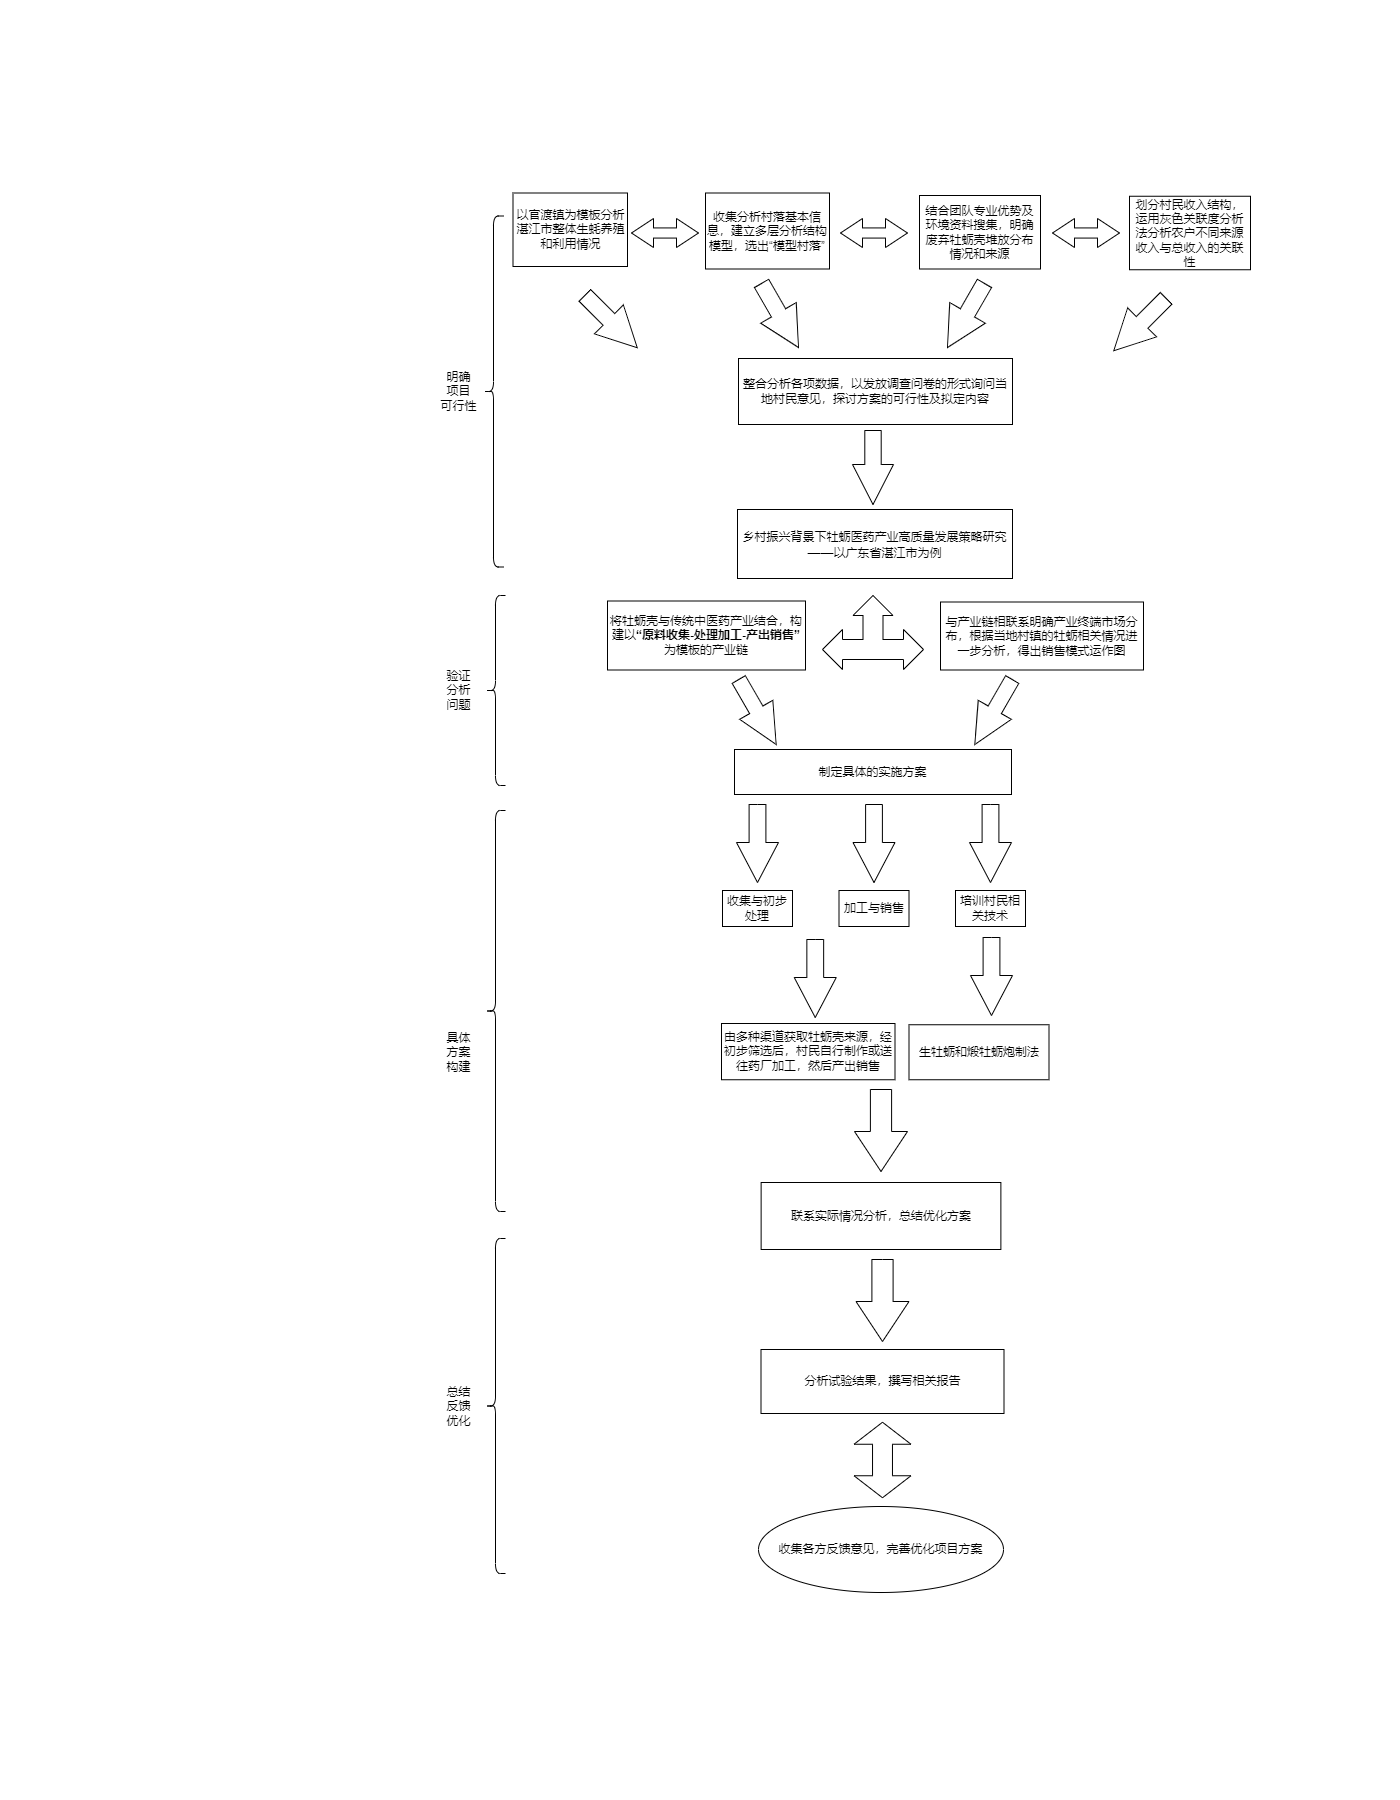 以官渡镇为模板分析
湛江市整体生蚝养殖
和利用情况
收集分析村落基本信
息，建立多层分析结构
模型，选出“模型村落”
结合团队专业优势及
环境资料搜集，明确
废弃牡蛎壳堆放分布
情况和来源
划分村民收入结构，
运用灰色关联度分析
法分析农户不同来源
收入与总收入的关联
性
明确
项目
可行性
整合分析各项数据，以发放调查问卷的形式询问当
地村民意见，探讨方案的可行性及拟定内容
乡村振兴背景下牡蛎医药产业高质量发展策略研究
——以广东省湛江市为例
将牡蛎壳与传统中医药产业结合，构
建以“原料收集-处理加工-产出销售”
为模板的产业链
与产业链相联系明确产业终端市场分
布，根据当地村镇的牡蛎相关情况进
一步分析，得出销售模式运作图
验证
分析
问题
制定具体的实施方案
收集与初步
处理
加工与销售
培训村民相
关技术
具体
方案
构建
由多种渠道获取牡蛎壳来源，经
初步筛选后，村民自行制作或送
往药厂加工，然后产出销售
生牡蛎和煅牡蛎炮制法
联系实际情况分析，总结优化方案
分析试验结果，撰写相关报告
总结
反馈
优化
收集各方反馈意见，完善优化项目方案